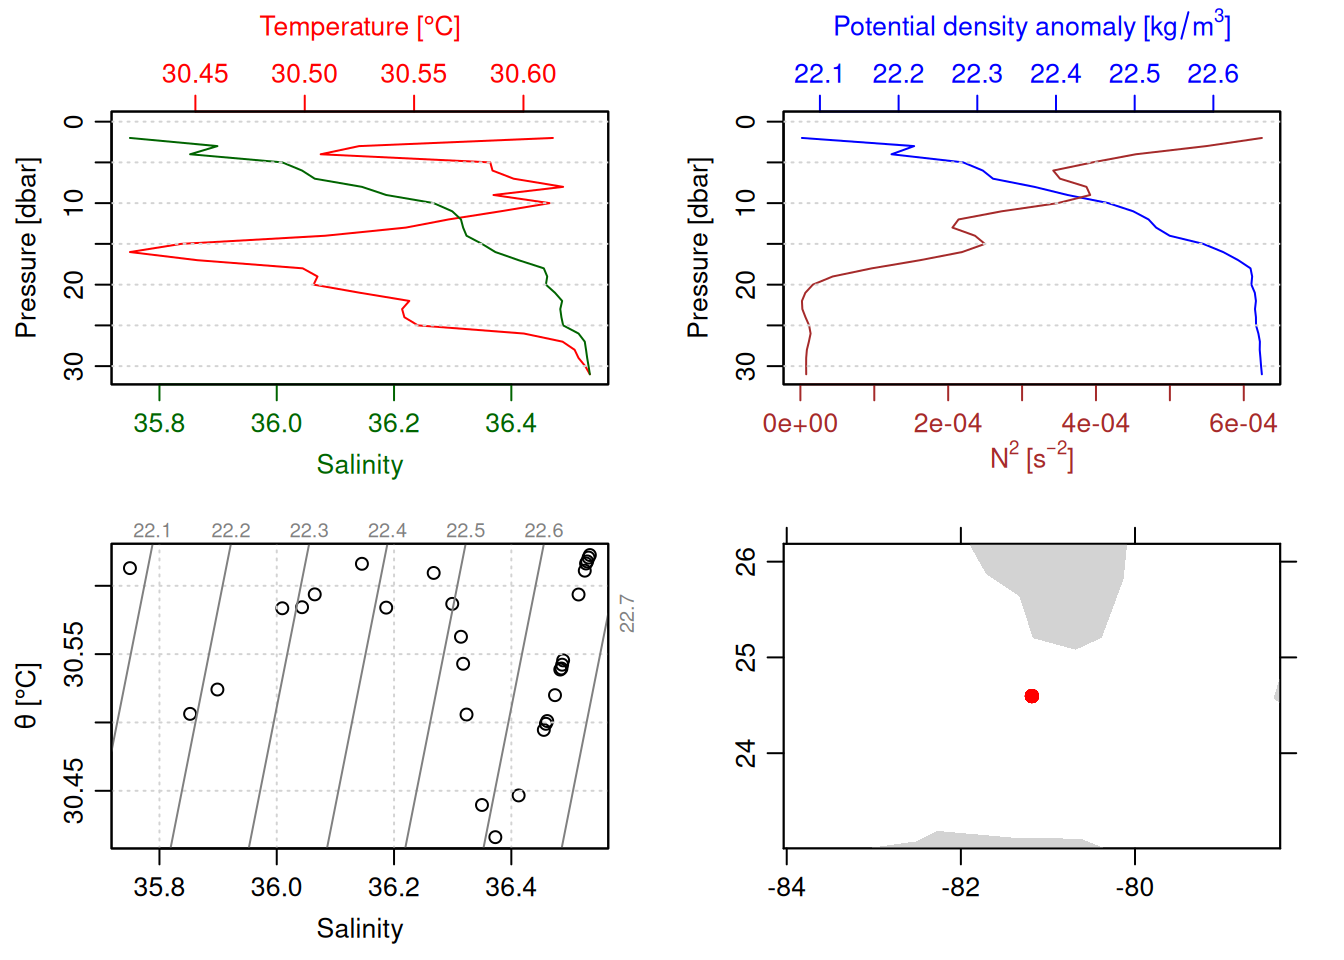 Temperature [°C]
30.45 30.50 30.55 30.60
0
10
20
30
Pressure [dbar]
35.8 36.0 36.2 36.4
Salinity
Potential density anomaly [kg/m³]
22.1 22.2 22.3 22.4 22.5 22.6
0
10
20
30
Pressure [dbar]
0e+00 2e-04 4e-04 6e-04
N² [s⁻²]
22.1 22.2 22.3 22.4 22.5 22.6
22.7
30.55
30.45
θ [°C]
35.8 36.0 36.2 36.4
Salinity
26
25
24
-84 -82 -80